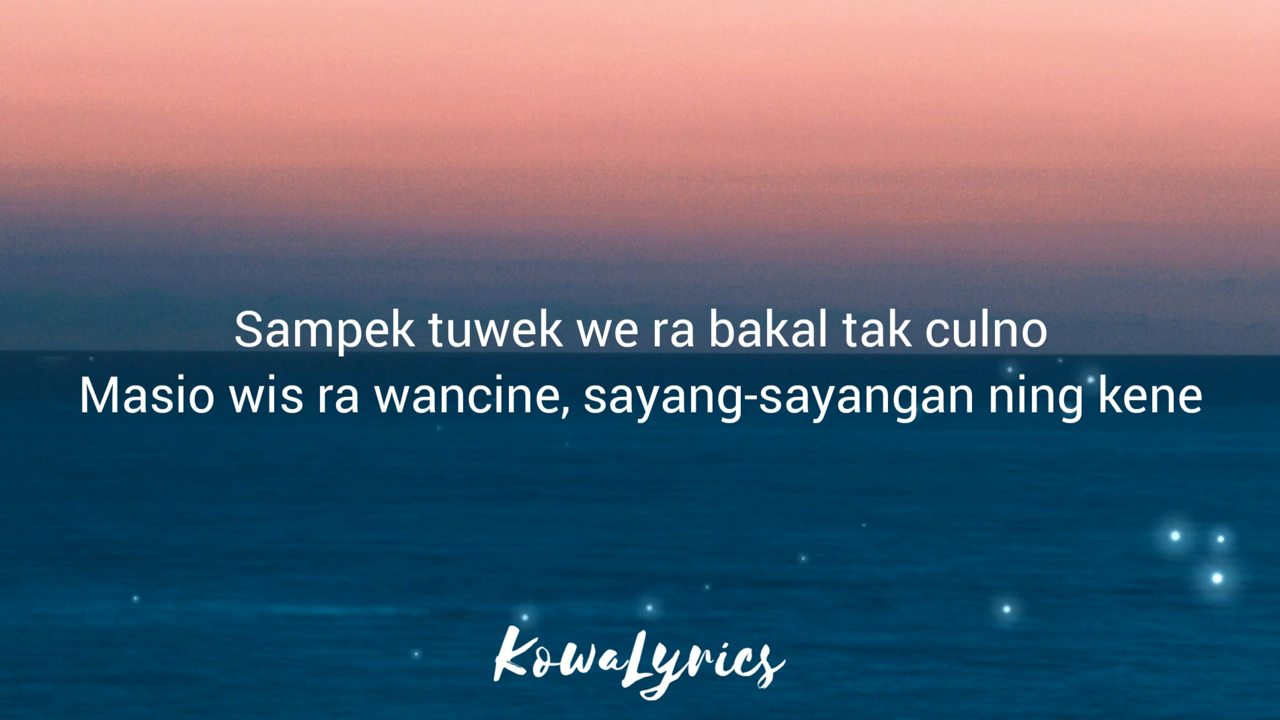 Sampek tuwek we ra bakal tak culno
Masio wis ra wancine, sayang-sayangan ning kene
KowaLyrics